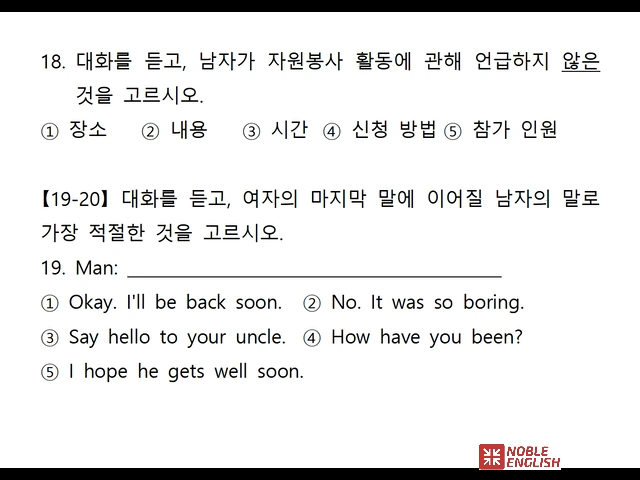 18. 대화를 듣고, 남자가 자원봉사 활동에 관해 언급하지 않은
것을 고르시오.
① 장소 ② 내용 ③ 시간 ④ 신청 방법 ⑤ 참가 인원
【19-20】 대화를 듣고, 여자의 마지막 말에 이어질 남자의 말로
가장 적절한 것을 고르시오.
19. Man: ___________________________________
① Okay. I'll be back soon. ② No. It was so boring.
③ Say hello to your uncle. ④ How have you been?
⑤ I hope he gets well soon.
NOBLE
ENGLISH